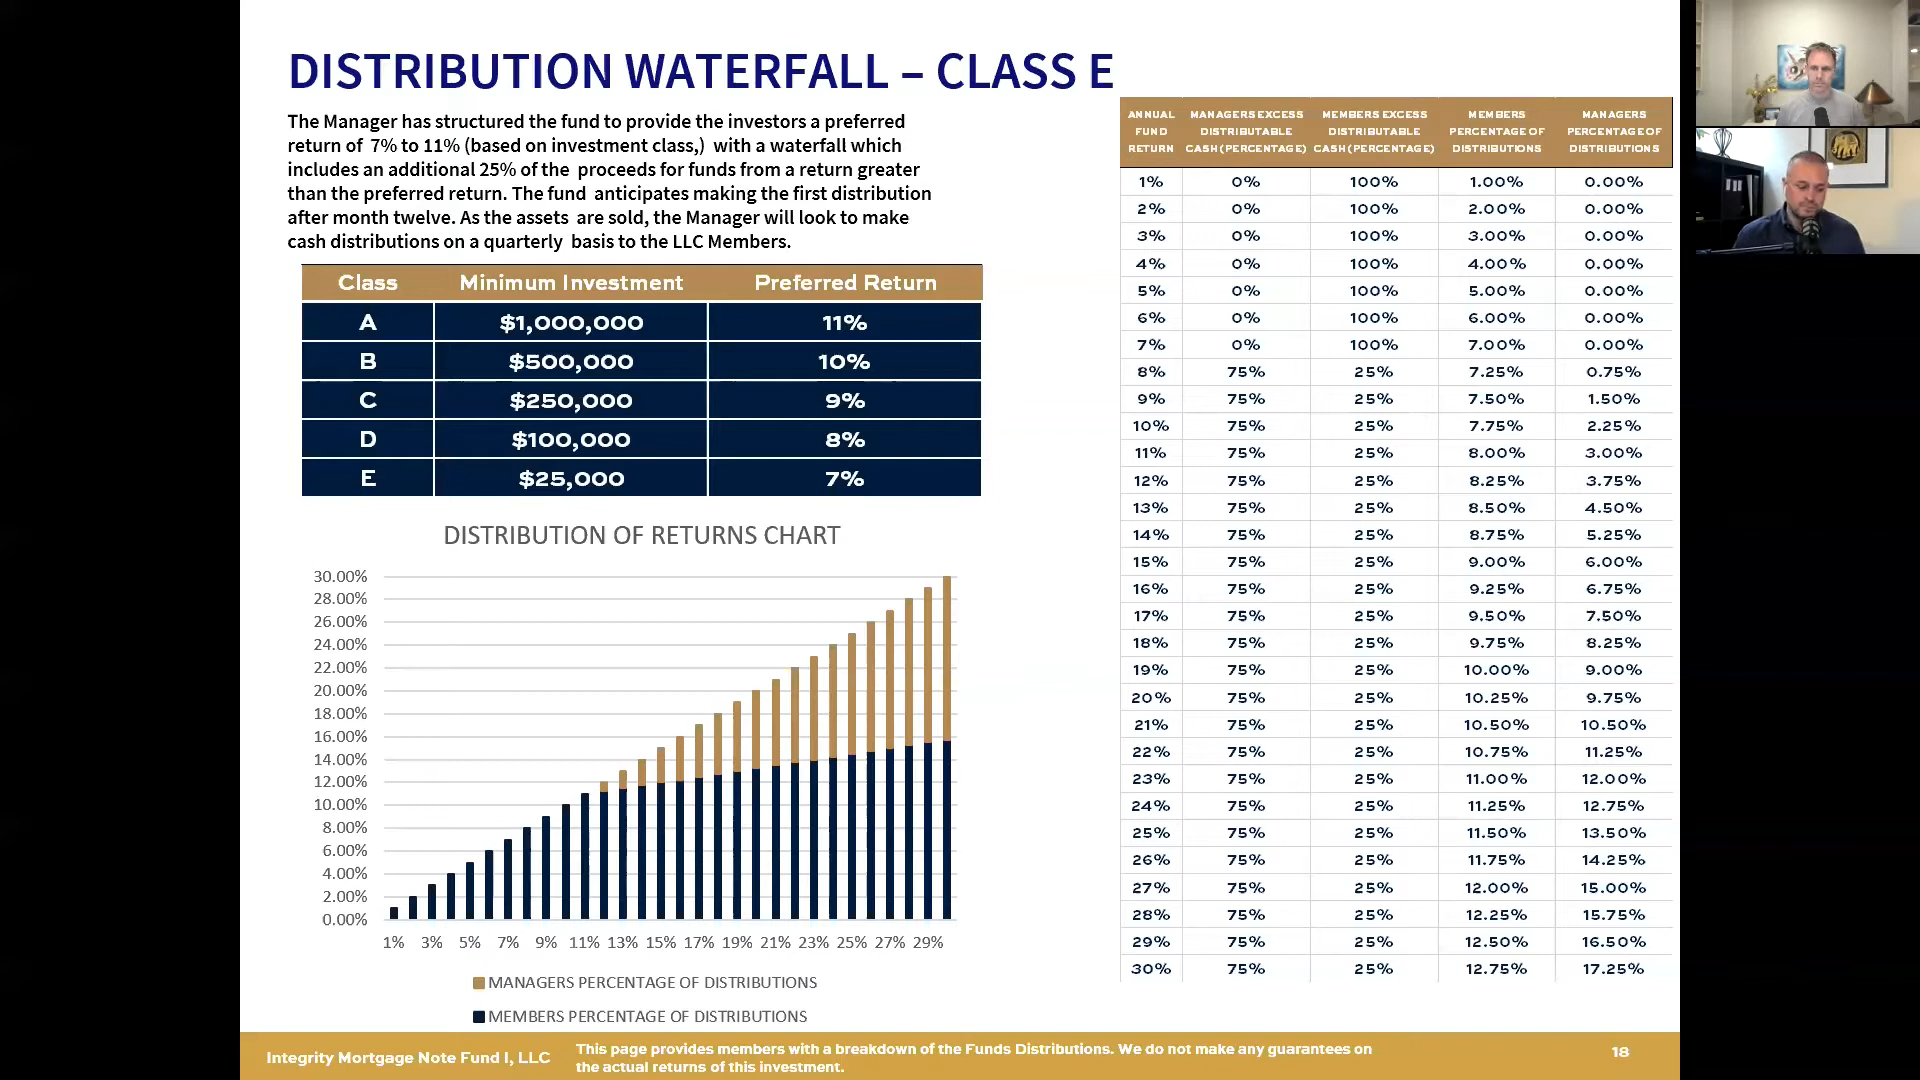 DISTRIBUTION WATERFALL – CLASS E
The Manager has structured the fund to provide the investors a preferred
return of 7% to 11% (based on investment class,) with a waterfall which
includes an additional 25% of the proceeds for funds from a return greater
than the preferred return. The fund anticipates making the first distribution
after month twelve. As the assets are sold, the Manager will look to make
cash distributions on a quarterly basis to the LLC Members.
Class Minimum Investment Preferred Return
A $1,000,000 11%
B $500,000 10%
C $250,000 9%
D $100,000 8%
E $25,000 7%
DISTRIBUTION OF RETURNS CHART
30.00%
28.00%
26.00%
24.00%
22.00%
20.00%
18.00%
16.00%
14.00%
12.00%
10.00%
8.00%
6.00%
4.00%
2.00%
0.00%
1% 3% 5% 7% 9% 11% 13% 15% 17% 19% 21% 23% 25% 27% 29%
MANAGERS PERCENTAGE OF DISTRIBUTIONS
MEMBERS PERCENTAGE OF DISTRIBUTIONS
ANNUAL MANAGERS EXCESS MEMBERS EXCESS MEMBERS MANAGERS
FUND DISTRIBUTABLE DISTRIBUTABLE PERCENTAGE OF PERCENTAGE OF
RETURN CASH (PERCENTAGE) CASH (PERCENTAGE) DISTRIBUTIONS DISTRIBUTIONS
1% 0% 100% 1.00% 0.00%
2% 0% 100% 2.00% 0.00%
3% 0% 100% 3.00% 0.00%
4% 0% 100% 4.00% 0.00%
5% 0% 100% 5.00% 0.00%
6% 0% 100% 6.00% 0.00%
7% 0% 100% 7.00% 0.00%
8% 75% 25% 7.25% 0.75%
9% 75% 25% 7.50% 1.50%
10% 75% 25% 7.75% 2.25%
11% 75% 25% 8.00% 3.00%
12% 75% 25% 8.25% 3.75%
13% 75% 25% 8.50% 4.50%
14% 75% 25% 8.75% 5.25%
15% 75% 25% 9.00% 6.00%
16% 75% 25% 9.25% 6.75%
17% 75% 25% 9.50% 7.50%
18% 75% 25% 9.75% 8.25%
19% 75% 25% 10.00% 9.00%
20% 75% 25% 10.25% 9.75%
21% 75% 25% 10.50% 10.50%
22% 75% 25% 10.75% 11.25%
23% 75% 25% 11.00% 12.00%
24% 75% 25% 11.25% 12.75%
25% 75% 25% 11.50% 13.50%
26% 75% 25% 11.75% 14.25%
27% 75% 25% 12.00% 15.00%
28% 75% 25% 12.25% 15.75%
29% 75% 25% 12.50% 16.50%
30% 75% 25% 12.75% 17.25%
Integrity Mortgage Note Fund I, LLC
This page provides members with a breakdown of the Funds Distributions. We do not make any guarantees on
the actual returns of this investment.
18